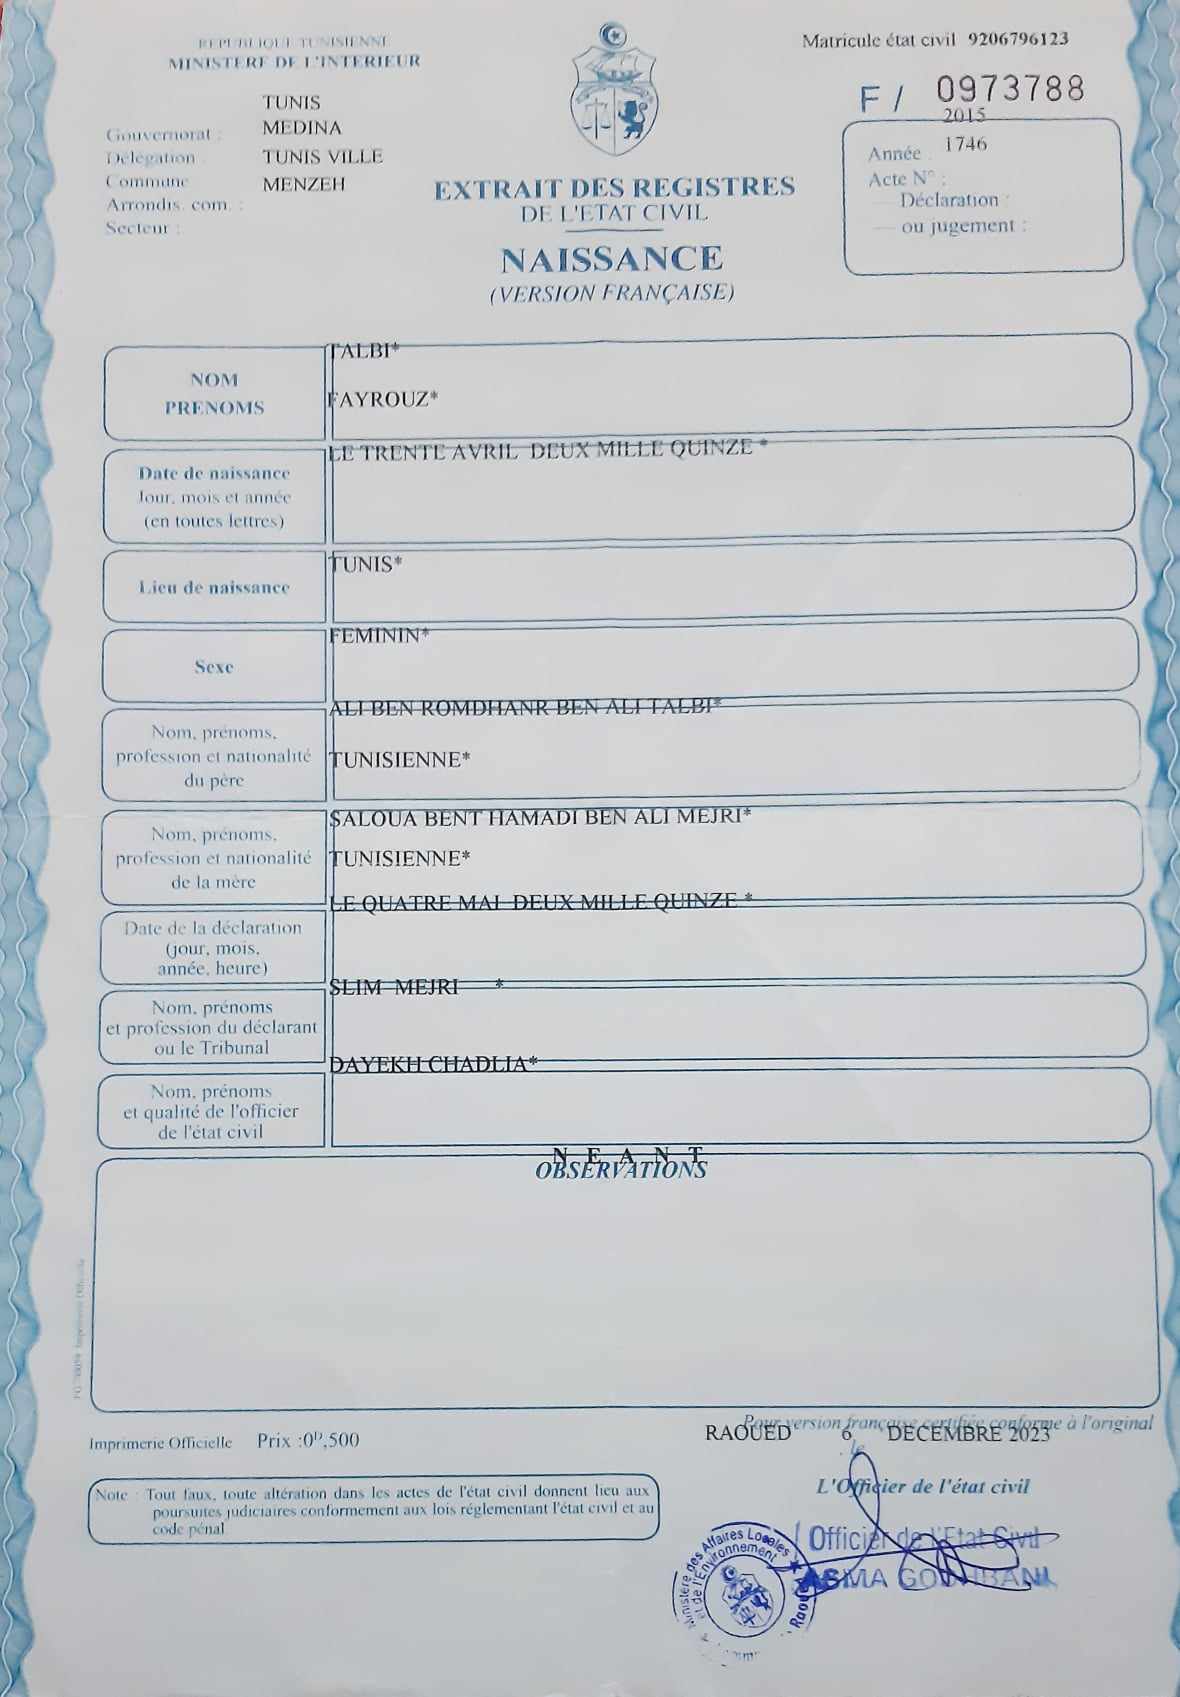 REPUBLIQUE TUNISIENNE
MINISTERE DE L'INTERIEUR
Matricule état civil 9206796123
F / 0973788
TUNIS
Gouvernorat : MEDINA
Délégation TUNIS VILLE
Commune MENZEH
Arrondis. com. :
Secteur :
2015
Année : 1746
Acte N° :
Déclaration :
ou jugement :
EXTRAIT DES REGISTRES
DE L'ETAT CIVIL
NAISSANCE
(VERSION FRANÇAISE)
NOM
PRENOMS
TALBI*
FAYROUZ*
LE TRENTE AVRIL DEUX MILLE QUINZE *
Date de naissance
Jour, mois et année
(en toutes lettres)
Lieu de naissance
TUNIS*
Sexe
FEMININ*
ALI BEN ROMDHANR BEN ALI TALBI*
Nom, prénoms,
profession et nationalité
du père
TUNISIENNE*
SALOUA BENT HAMADI BEN ALI MEJRI*
Nom, prénoms,
profession et nationalité
de la mère
TUNISIENNE*
LE QUATRE MAI DEUX MILLE QUINZE *
Date de la déclaration
(jour, mois,
année, heure)
SLIM MEJRI *
Nom, prénoms
et profession du déclarant
ou le Tribunal
DAYEKH CHADLIA*
Nom, prénoms
et qualité de l'officier
de l'état civil
N E A N T
OBSERVATIONS
Pour version française certifiée conforme à l'original
RAOUED 6 DECEMBRE 2023
, le
Imprimerie Officielle Prix :0ᴰ,500
L'Officier de l'état civil
Note : Tout faux, toute altération dans les actes de l'état civil donnent lieu aux
poursuites judiciaires conformement aux lois réglementant l'état civil et au
code pénal
Officier de l'Etat Civil
Ministère des Affaires Locales
et de l'Environnement